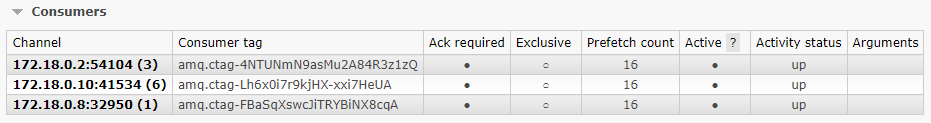 Consumers
Channel Consumer tag Ack required Exclusive Prefetch count Active ? Activity status Arguments
172.18.0.2:54104 (3) amq.ctag-4NTUNmN9asMu2A84R3z1zQ ● ○ 16 ● up
172.18.0.10:41534 (6) amq.ctag-Lh6x0i7r9kjHX-xxi7HeUA ● ○ 16 ● up
172.18.0.8:32950 (1) amq.ctag-FBaSqXswcJiTRYBiNX8cqA ● ○ 16 ● up